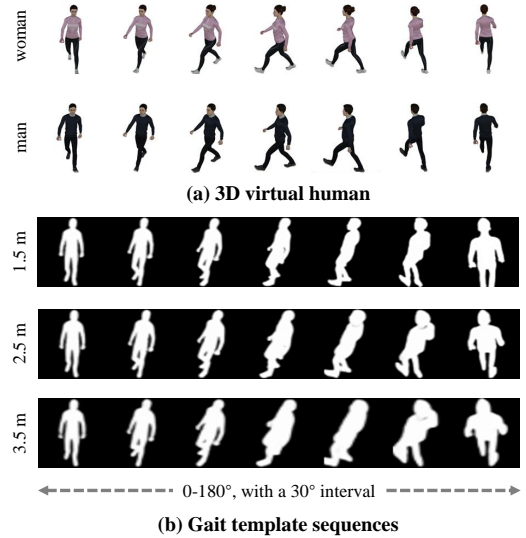 woman
man
(a) 3D virtual human
1.5 m
2.5 m
3.5 m
0-180°, with a 30° interval
(b) Gait template sequences